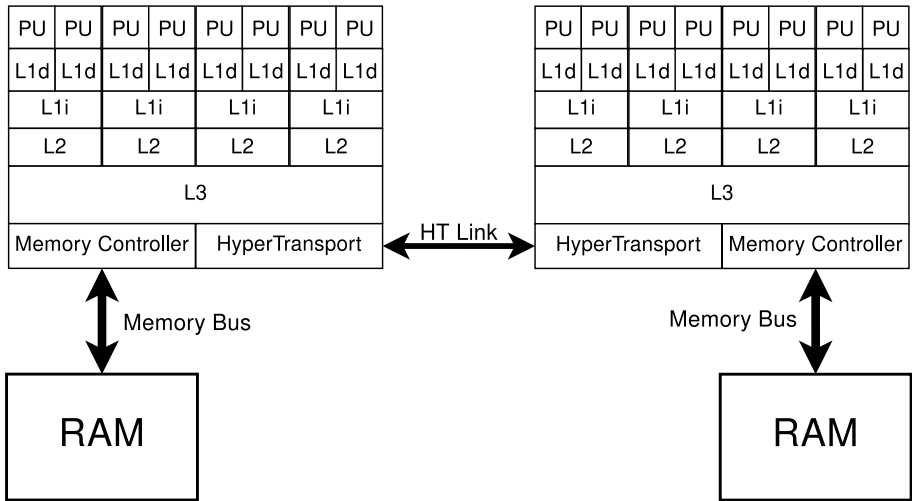 PU PU PU PU PU PU PU PU
L1d L1d L1d L1d L1d L1d L1d L1d
L1i L1i L1i L1i
L2 L2 L2 L2
L3
Memory Controller HyperTransport
HT Link
PU PU PU PU PU PU PU PU
L1d L1d L1d L1d L1d L1d L1d L1d
L1i L1i L1i L1i
L2 L2 L2 L2
L3
HyperTransport Memory Controller
Memory Bus
Memory Bus
RAM
RAM